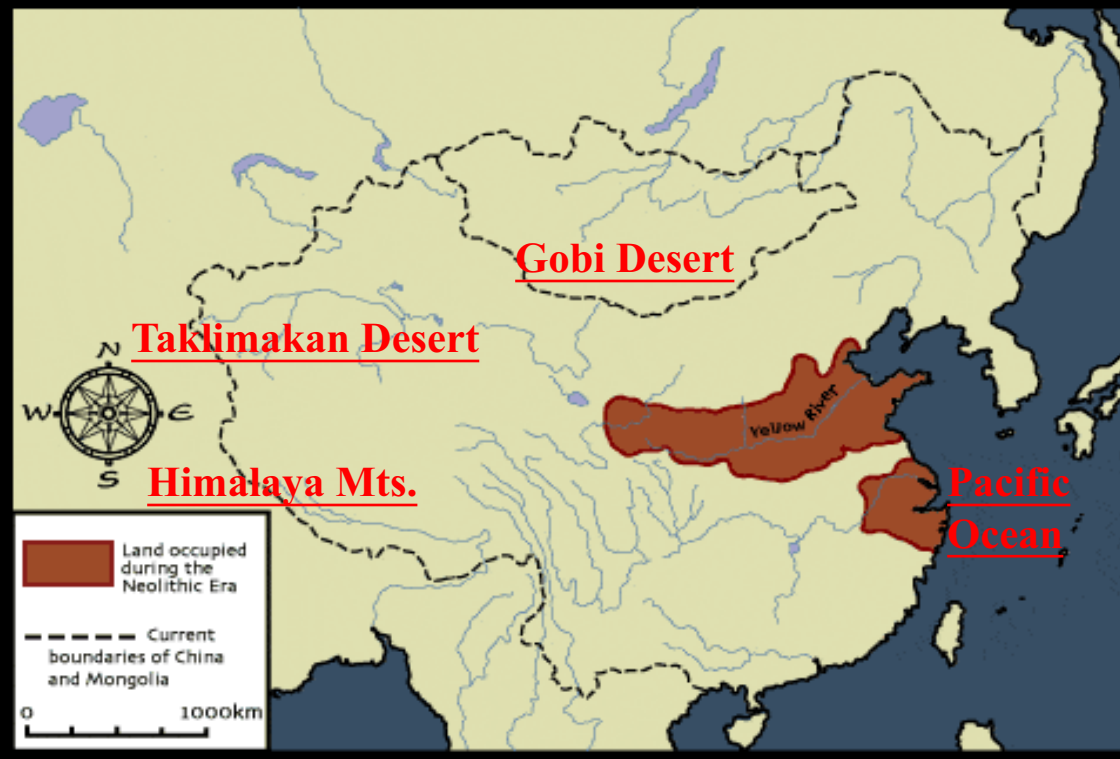 Gobi Desert
Taklimakan Desert
N
W
E
S
Yellow River
Himalaya Mts.
Pacific
Ocean
Land occupied
during the
Neolithic Era
Current
boundaries of China
and Mongolia
0
1000km